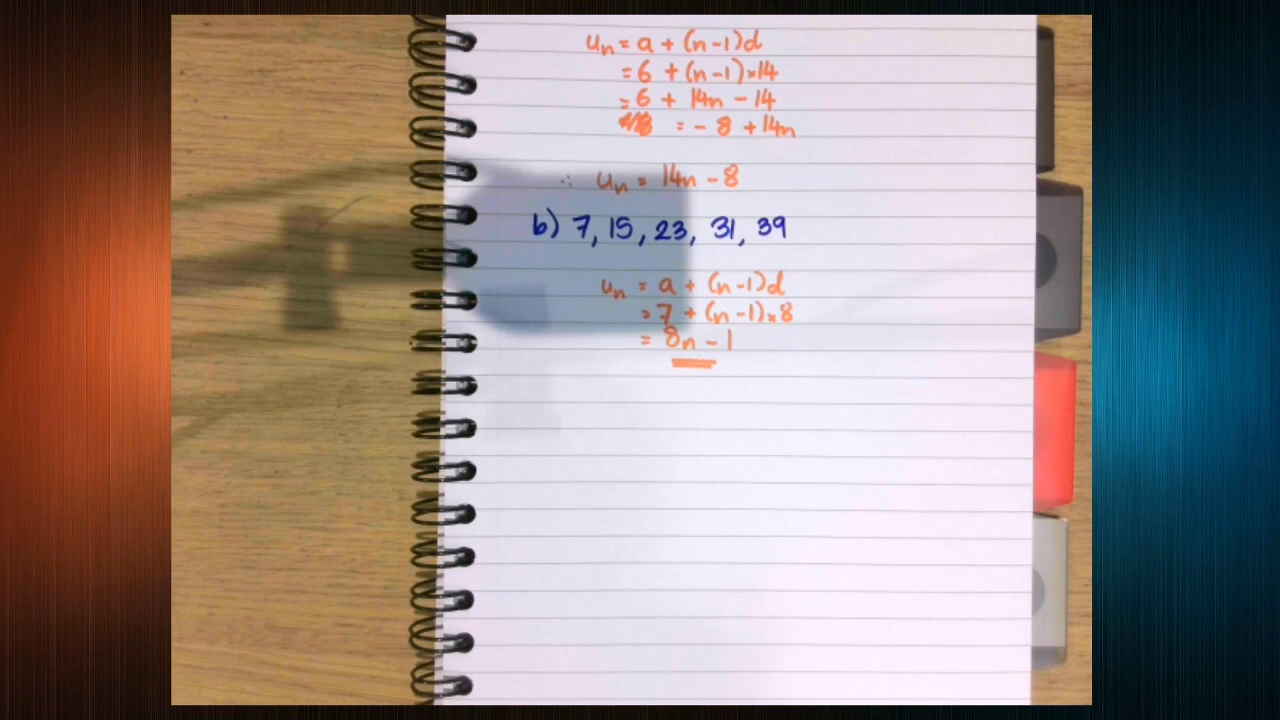 uₙ = a + (n-1)d
= 6 + (n-1)×14
= 6 + 14n - 14
= - 8 + 14n
∴ uₙ = 14n - 8
b) 7, 15, 23, 31, 39
uₙ = a + (n-1)d
= 7 + (n-1)×8
= 8n - 1